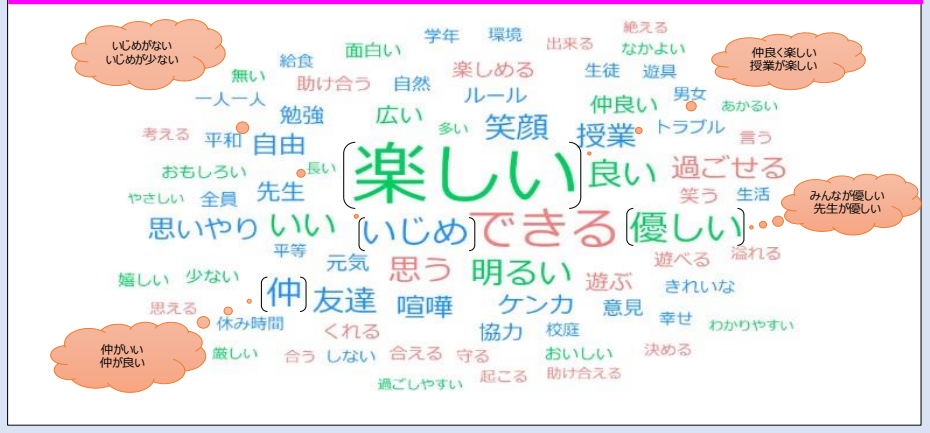 いじめがない
いじめが少ない
学年 環境 絶える
面白い 出来る なかよい
仲良く楽しい
授業が楽しい
給食 楽しめる 生徒 遊具
無い 助け合う 自然
一人一人 ルール 仲良い 男女 あかるい
勉強 広い 多い 笑顔 授業 トラブル
考える 平和 自由 言う
おもしろい 長い 楽しい 良い 過ごせる
やさしい 全員 先生 笑う 生活
みんなが優しい
先生が優しい
思いやり いい いじめ できる 優しい
平等 元気 思う 明るい 遊べる 溢れる
嬉しい 少ない 遊ぶ きれいな
仲 友達 喧嘩 ケンカ 意見
思える 休み時間 くれる 協力 校庭 幸せ わかりやすい
仲がいい
仲が良い
厳しい 合う しない 合える 守る おいしい 決める
過ごしやすい 起こる 助け合える